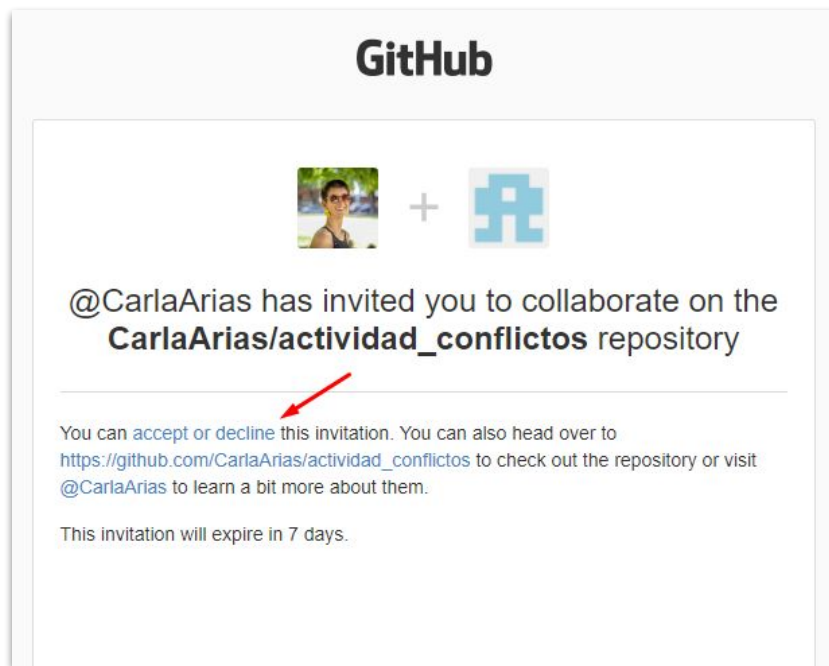 GitHub
@CarlaArias has invited you to collaborate on the
CarlaArias/actividad_conflictos repository
You can accept or decline this invitation. You can also head over to
https://github.com/CarlaArias/actividad_conflictos to check out the repository or visit
@CarlaArias to learn a bit more about them.
This invitation will expire in 7 days.